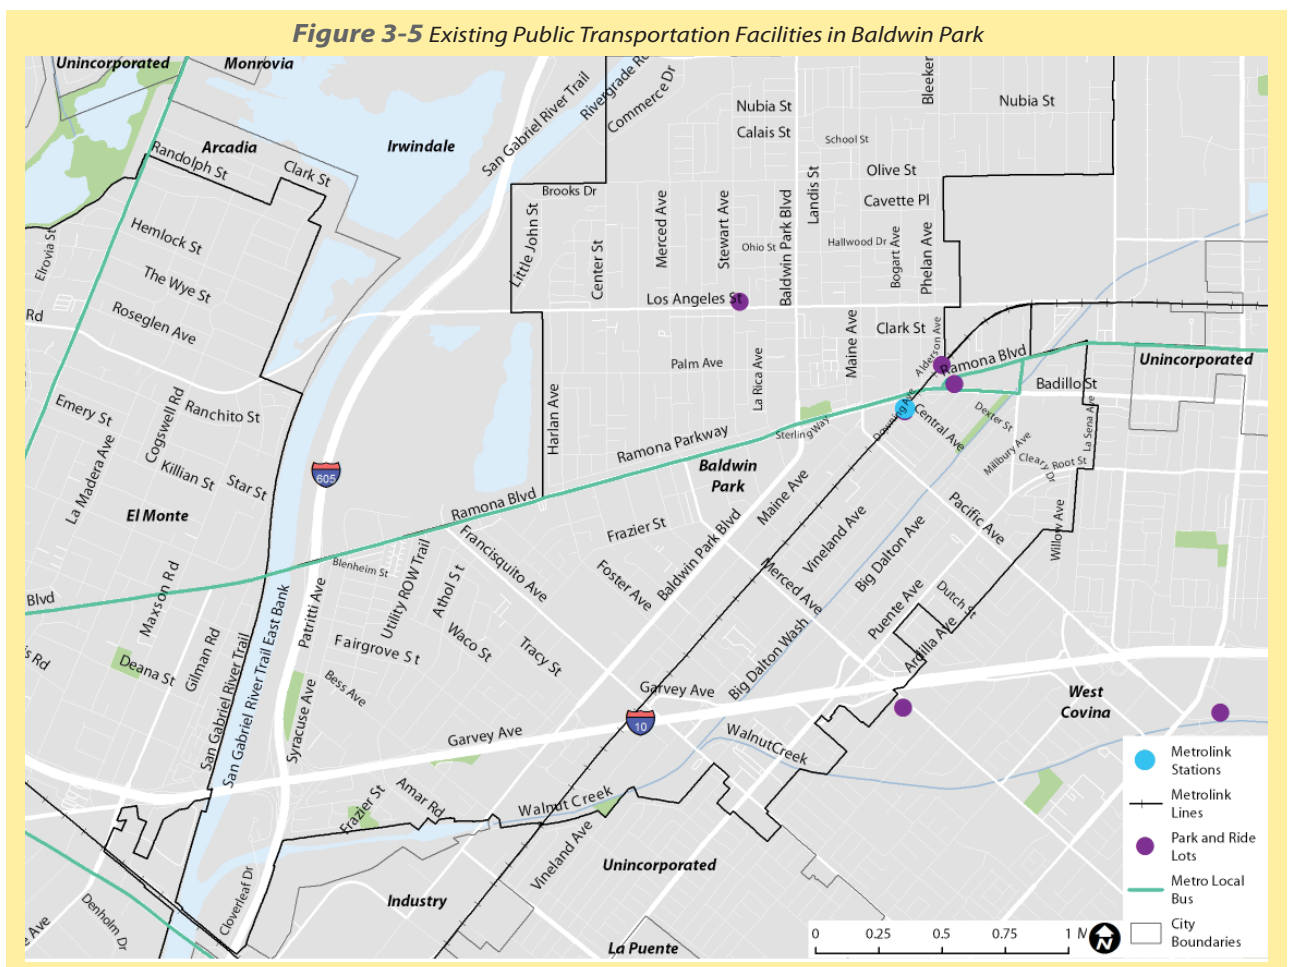 Figure 3-5 Existing Public Transportation Facilities in Baldwin Park
Unincorporated
Monrovia
San Gabriel River Trail
Commerce Dr
Nubia St
Calais St
School St
Bleeker
Nubia St
Arcadia
Irwindale
Randolph St
Clark St
Brooks Dr
Olive St
Cavette Pl
Landis St
Baldwin Park Blvd
Merced Ave
Stewart Ave
Little John St
Center St
Ohio St
Hallwood Dr
Bogart Ave
Phelan Ave
Hemlock St
Elrovia St
The Wye St
Roseglen Ave
Rd
Los Angeles St
Clark St
Maine Ave
Alderson Ave
Palm Ave
La Rica Ave
Ramona Blvd
Unincorporated
Badillo St
Emery St
Cogswell Rd
Ranchito St
Harlan Ave
Ramona Parkway
Sterling Way
Downing Ave
Central Ave
Dexter St
La Sena Ave
Millbury Ave
Cleary Dr
Root St
La Madera Ave
Killian St
Star St
605
Baldwin
Park
Ramona Blvd
El Monte
Frazier St
Maine Ave
Vineland Ave
Big Dalton Ave
Pacific Ave
Willow Ave
Francisquito Ave
Baldwin Park Blvd
Foster Ave
Merced Ave
Blenheim St
Utility ROW Trail
Athol St
Patritti Ave
Blvd
Maxson Rd
Puente Ave
Dutch St
Ardilla Ave
Fairgrove St
Waco St
Tracy St
Big Dalton Wash
Gilman Rd
Deana St
San Gabriel River Trail
San Gabriel River Trail East Bank
Bess Ave
Syracuse Ave
Garvey Ave
10
Garvey Ave
West
Covina
Walnut Creek
Walnut Creek
Amar Rd
Frazier St
Vineland Ave
Unincorporated
Industry
La Puente
Cloverleaf Dr
Denholm Dr
e Ave
Metrolink
Stations
Metrolink
Lines
Park and Ride
Lots
Metro Local
Bus
City
Boundaries
0 0.25 0.5 0.75 1 M
N